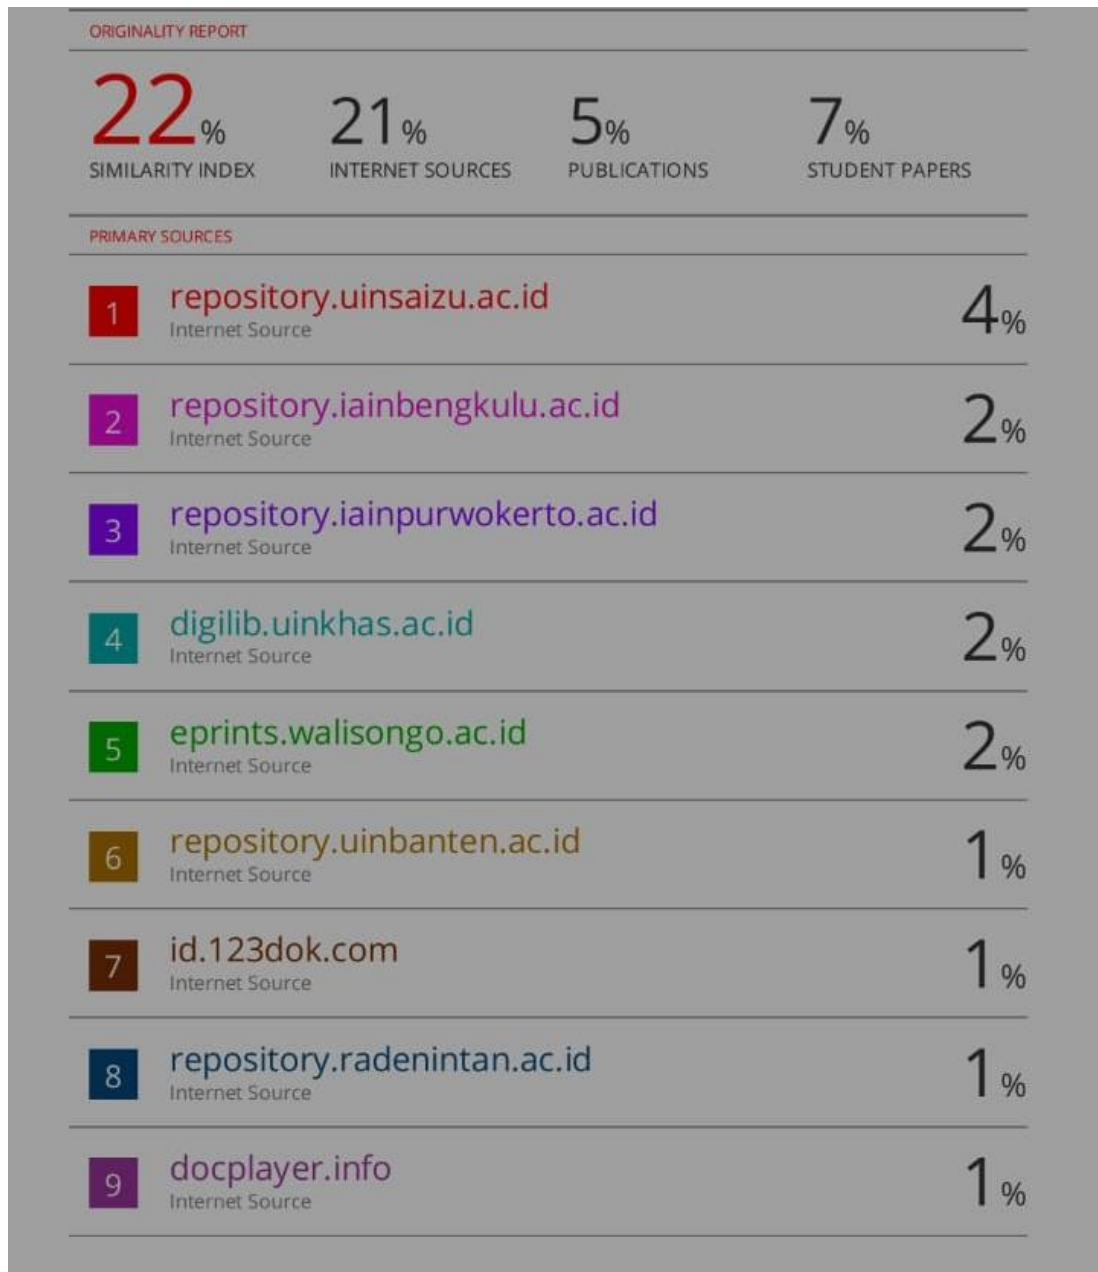 ORIGINALITY REPORT
22% 21% 5% 7%
SIMILARITY INDEX INTERNET SOURCES PUBLICATIONS STUDENT PAPERS
PRIMARY SOURCES
1 repository.uinsaizu.ac.id 4%
Internet Source
2 repository.iainbengkulu.ac.id 2%
Internet Source
3 repository.iainpurwokerto.ac.id 2%
Internet Source
4 digilib.uinkhas.ac.id 2%
Internet Source
5 eprints.walisongo.ac.id 2%
Internet Source
6 repository.uinbanten.ac.id 1%
Internet Source
7 id.123dok.com 1%
Internet Source
8 repository.radenintan.ac.id 1%
Internet Source
9 docplayer.info 1%
Internet Source